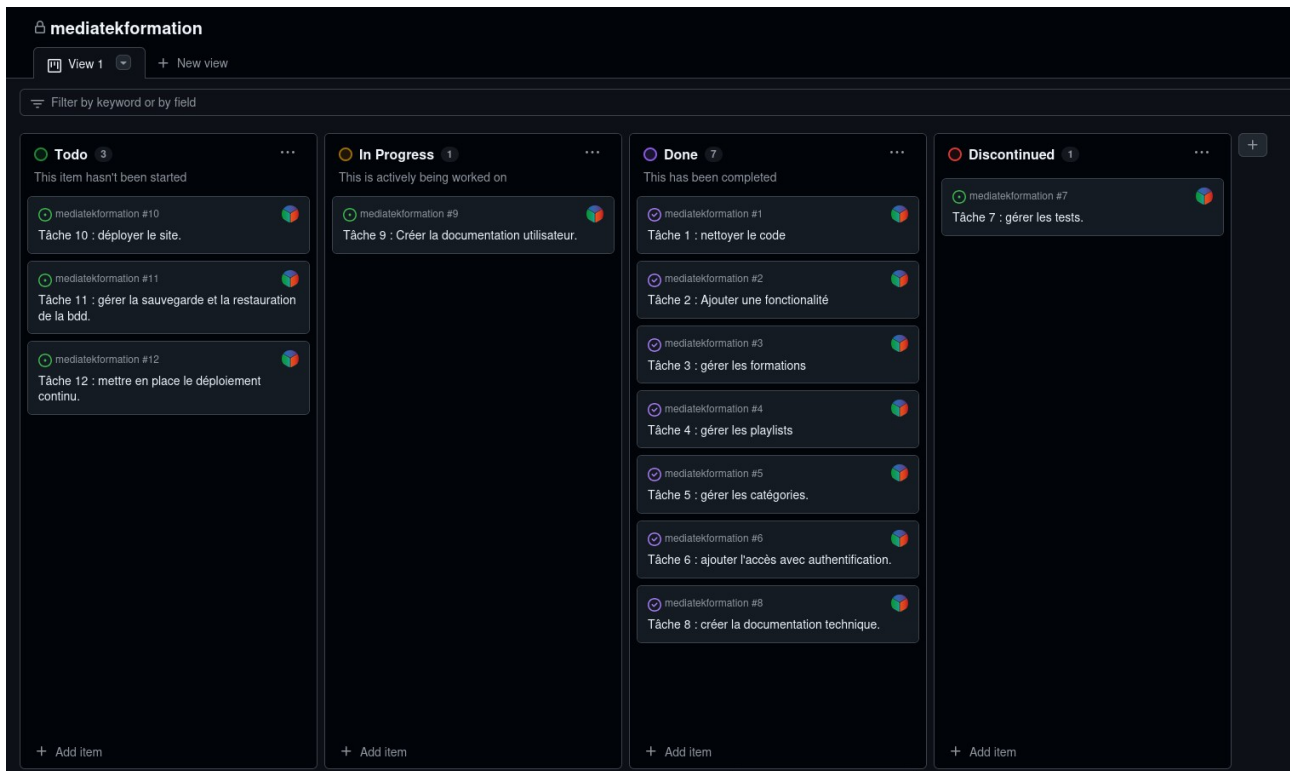 mediatekformation
View 1
+ New view
Filter by keyword or by field
Todo 3
This item hasn't been started
mediatekformation #10
Tâche 10 : déployer le site.
mediatekformation #11
Tâche 11 : gérer la sauvegarde et la restauration
de la bdd.
mediatekformation #12
Tâche 12 : mettre en place le déploiement
continu.
+ Add item
In Progress 1
This is actively being worked on
mediatekformation #9
Tâche 9 : Créer la documentation utilisateur.
+ Add item
Done 7
This has been completed
mediatekformation #1
Tâche 1 : nettoyer le code
mediatekformation #2
Tâche 2 : Ajouter une fonctionalité
mediatekformation #3
Tâche 3 : gérer les formations
mediatekformation #4
Tâche 4 : gérer les playlists
mediatekformation #5
Tâche 5 : gérer les catégories.
mediatekformation #6
Tâche 6 : ajouter l'accès avec authentification.
mediatekformation #8
Tâche 8 : créer la documentation technique.
+ Add item
Discontinued 1
mediatekformation #7
Tâche 7 : gérer les tests.
+ Add item